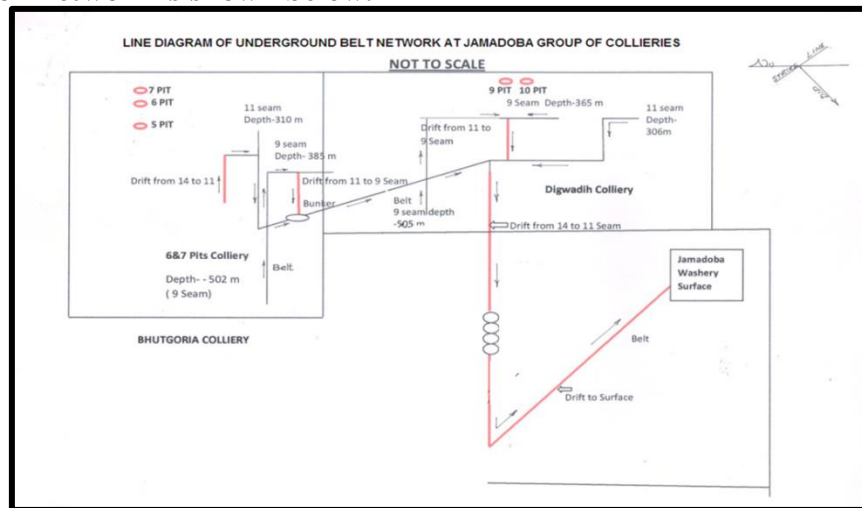 LINE DIAGRAM OF UNDERGROUND BELT NETWORK AT JAMADOBA GROUP OF COLLIERIES
NOT TO SCALE
STRIKE LINE
DIP
7 PIT
6 PIT
5 PIT
11 seam
Depth-310 m
9 seam
Depth- 385 m
Drift from 14 to 11
Drift from 11 to 9 Seam
Bunker
6&7 Pits Colliery
Depth- - 502 m
( 9 Seam)
Belt
BHUTGORIA COLLIERY
9 PIT 10 PIT
9 Seam Depth-365 m
11 seam
Depth-
306m
Drift from 11 to
9 Seam
Belt
9 seam depth
-505 m
Digwadih Colliery
Drift from 14 to 11 Seam
Jamadoba
Washery
Surface
Belt
Drift to Surface